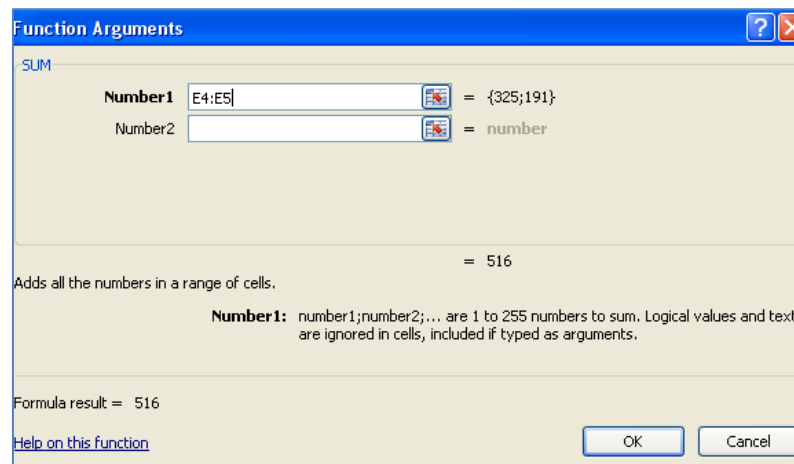 Function Arguments
SUM
Number1 E4:E5 = {325;191}
Number2 = number
= 516
Adds all the numbers in a range of cells.
Number1: number1;number2;... are 1 to 255 numbers to sum. Logical values and text
are ignored in cells, included if typed as arguments.
Formula result = 516
Help on this function OK Cancel